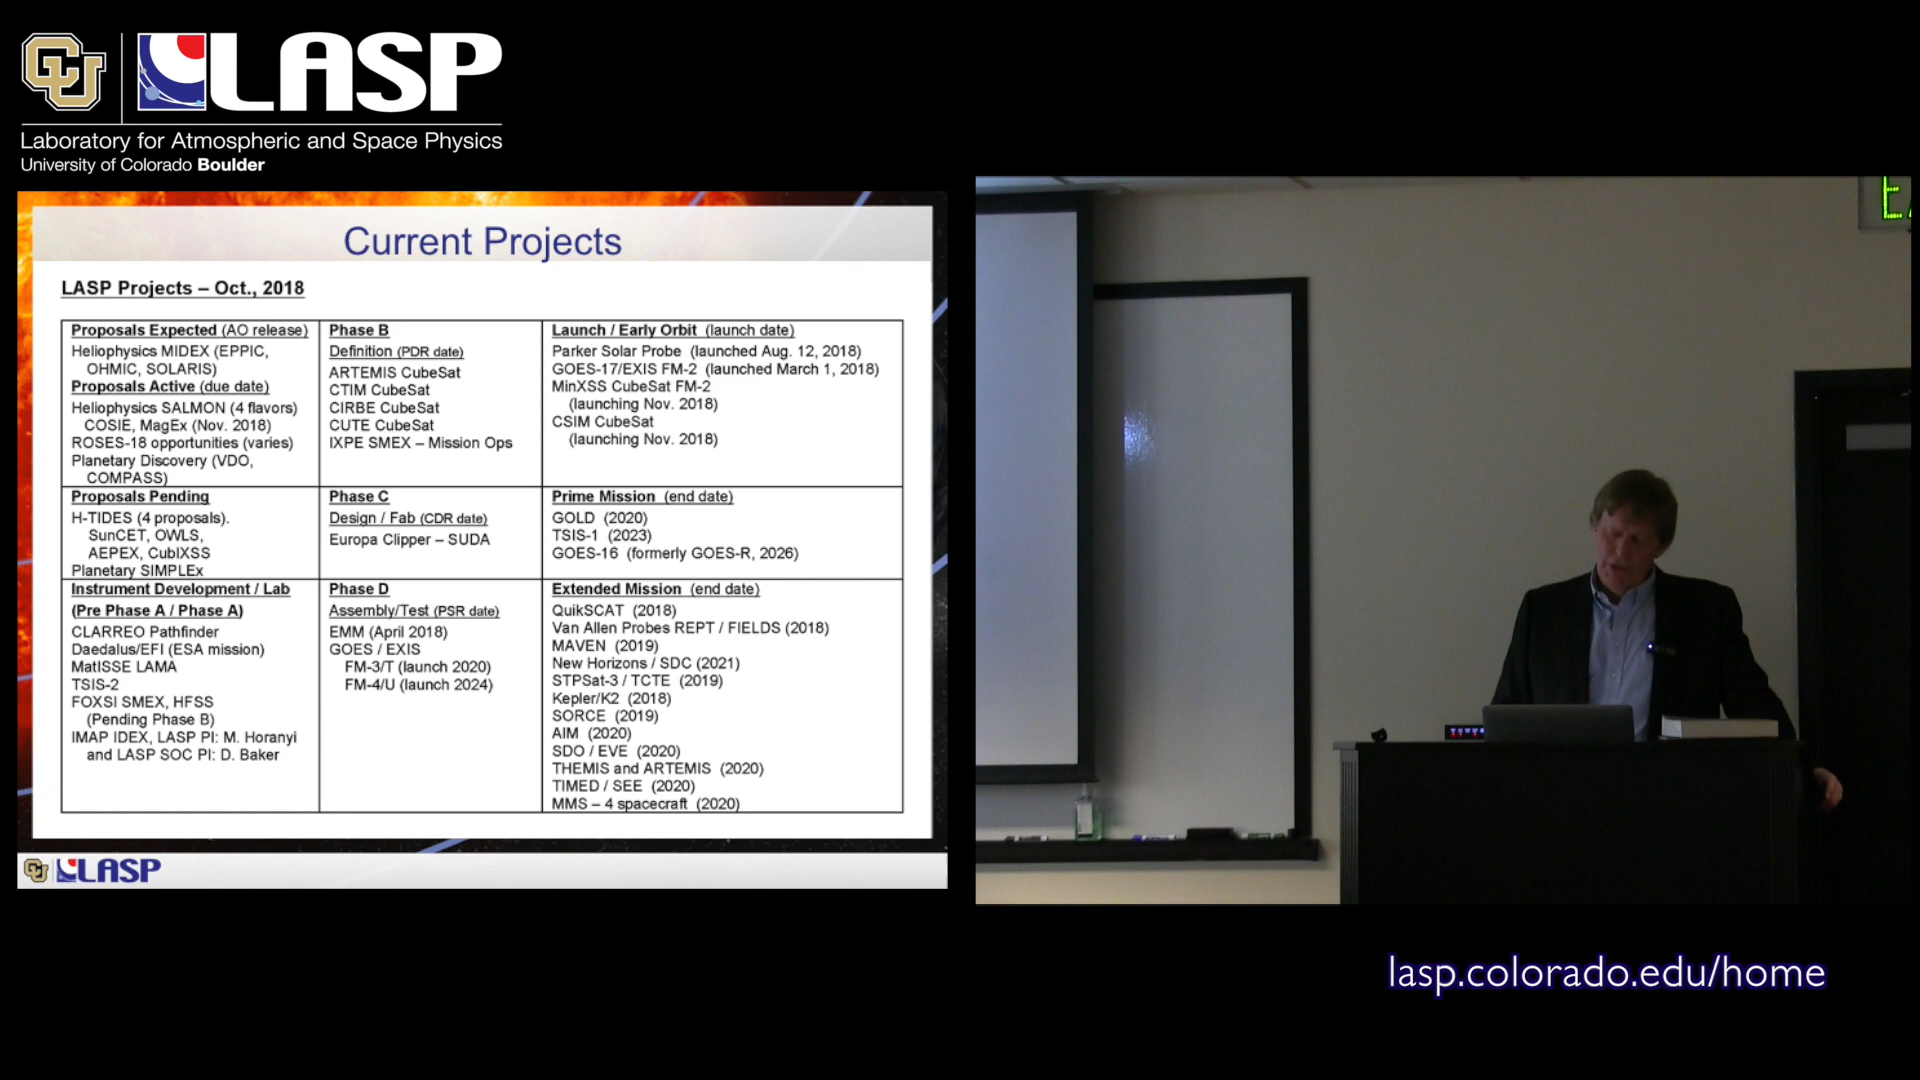 CU LASP
Laboratory for Atmospheric and Space Physics
University of Colorado Boulder
Current Projects
LASP Projects – Oct., 2018
Proposals Expected (AO release)
Heliophysics MIDEX (EPPIC,
OHMIC, SOLARIS)
Proposals Active (due date)
Heliophysics SALMON (4 flavors)
COSIE, MagEx (Nov. 2018)
ROSES-18 opportunities (varies)
Planetary Discovery (VDO,
COMPASS)
Phase B
Definition (PDR date)
ARTEMIS CubeSat
CTIM CubeSat
CIRBE CubeSat
CUTE CubeSat
IXPE SMEX – Mission Ops
Launch / Early Orbit (launch date)
Parker Solar Probe (launched Aug. 12, 2018)
GOES-17/EXIS FM-2 (launched March 1, 2018)
MinXSS CubeSat FM-2
(launching Nov. 2018)
CSIM CubeSat
(launching Nov. 2018)
Proposals Pending
H-TIDES (4 proposals).
SunCET, OWLS,
AEPEX, CubIXSS
Planetary SIMPLEx
Phase C
Design / Fab (CDR date)
Europa Clipper – SUDA
Prime Mission (end date)
GOLD (2020)
TSIS-1 (2023)
GOES-16 (formerly GOES-R, 2026)
Instrument Development / Lab
(Pre Phase A / Phase A)
CLARREO Pathfinder
Daedalus/EFI (ESA mission)
MatISSE LAMA
TSIS-2
FOXSI SMEX, HFSS
(Pending Phase B)
IMAP IDEX, LASP PI: M. Horanyi
and LASP SOC PI: D. Baker
Phase D
Assembly/Test (PSR date)
EMM (April 2018)
GOES / EXIS
FM-3/T (launch 2020)
FM-4/U (launch 2024)
Extended Mission (end date)
QuikSCAT (2018)
Van Allen Probes REPT / FIELDS (2018)
MAVEN (2019)
New Horizons / SDC (2021)
STPSat-3 / TCTE (2019)
Kepler/K2 (2018)
SORCE (2019)
AIM (2020)
SDO / EVE (2020)
THEMIS and ARTEMIS (2020)
TIMED / SEE (2020)
MMS – 4 spacecraft (2020)
CU LASP
lasp.colorado.edu/home